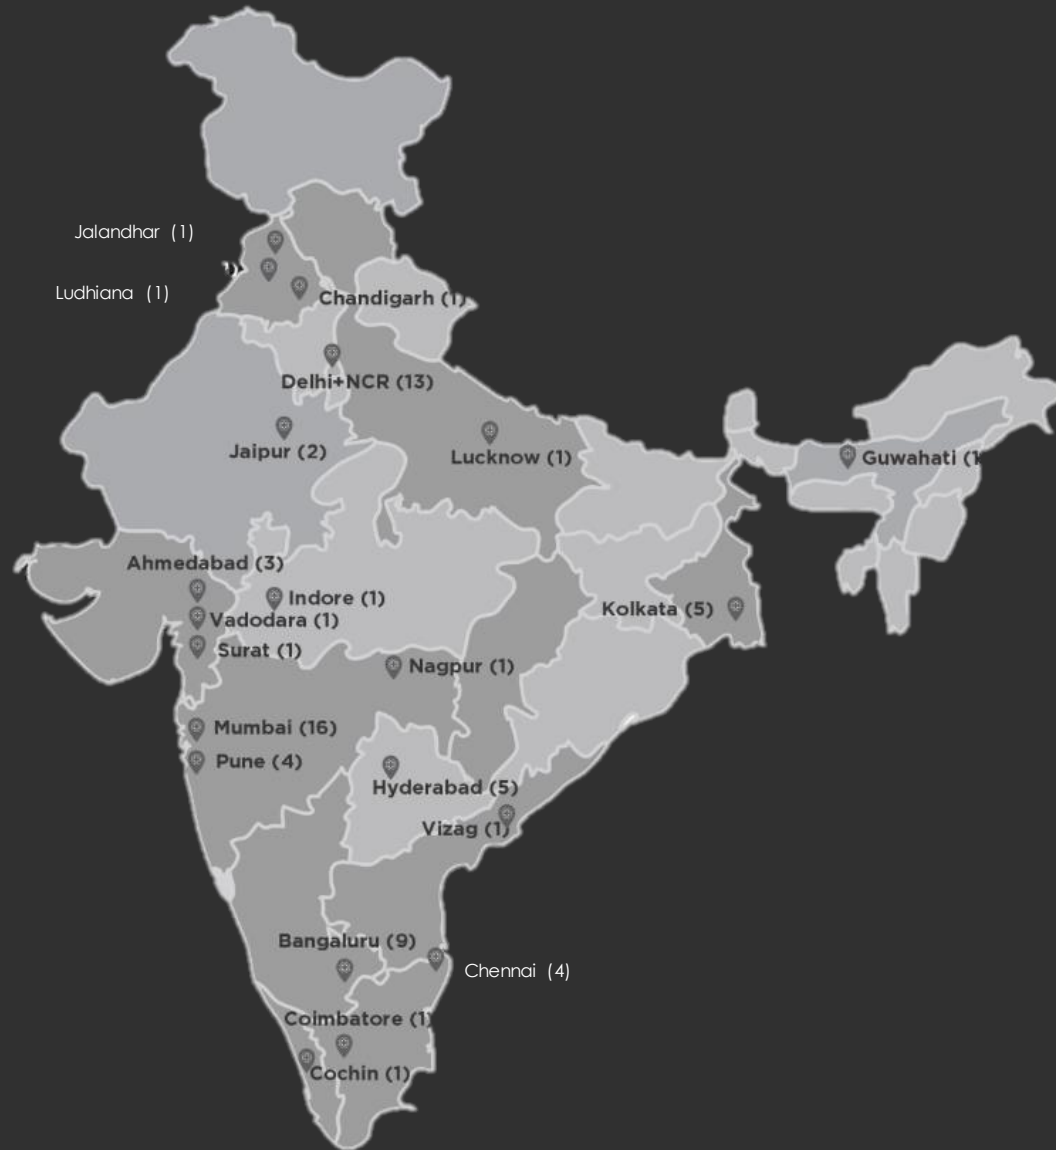 Jalandhar (1)
Ludhiana (1)
Chandigarh (1)
Delhi+NCR (13)
Jaipur (2)
Lucknow (1)
Guwahati (1
Ahmedabad (3)
Indore (1)
Kolkata (5)
Vadodara (1)
Surat (1)
Nagpur (1)
Mumbai (16)
Pune (4)
Hyderabad (5)
Vizag (1)
Bangaluru (9)
Chennai (4)
Coimbatore (1)
Cochin (1)